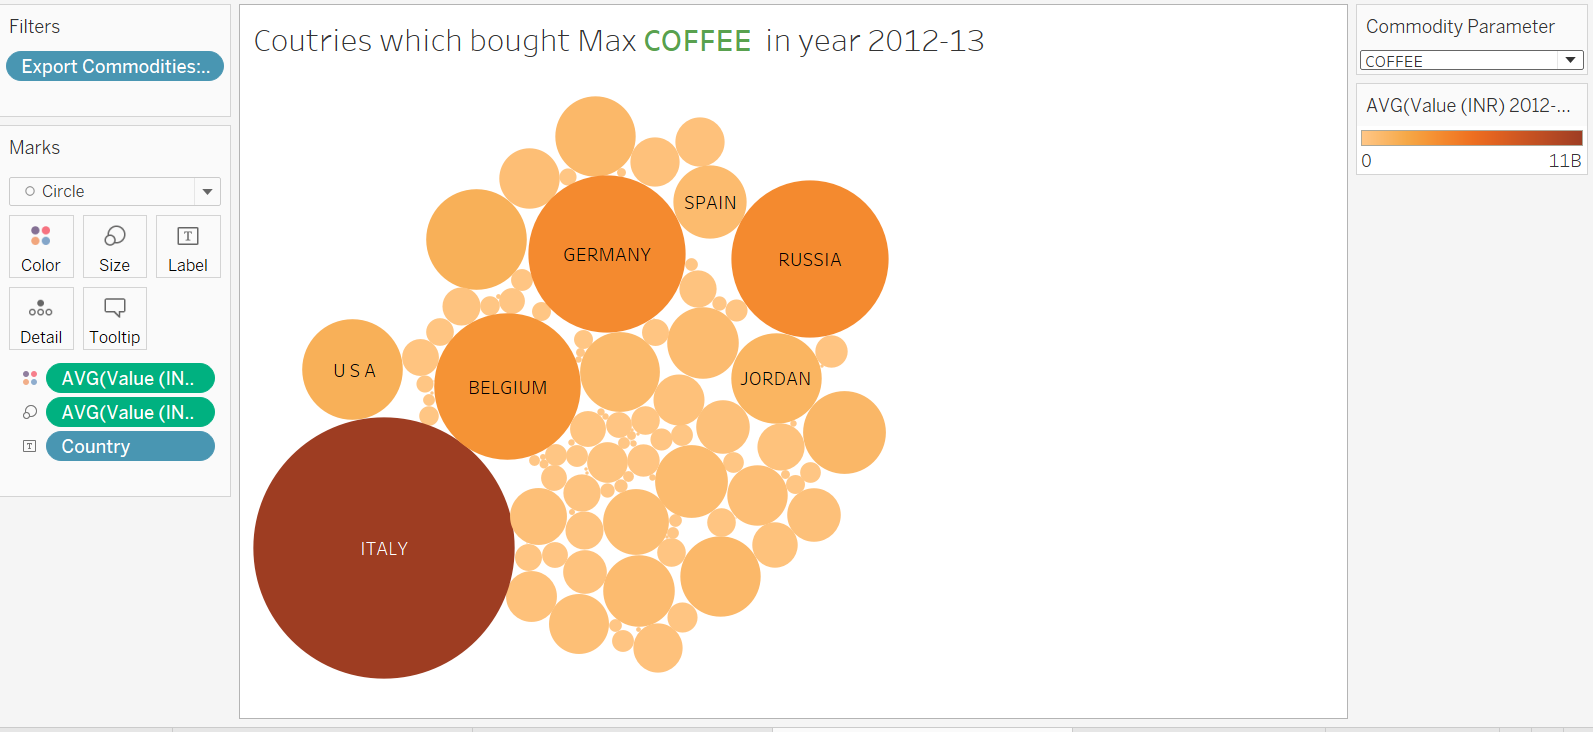 Filters
Export Commodities:..
Marks
Circle
Color
Size
T
Label
Detail
Tooltip
AVG(Value (IN..
AVG(Value (IN..
T
Country
Coutries which bought Max COFFEE in year 2012-13
SPAIN
GERMANY
RUSSIA
U S A
BELGIUM
JORDAN
ITALY
Commodity Parameter
COFFEE
AVG(Value (INR) 2012-...
0
11B